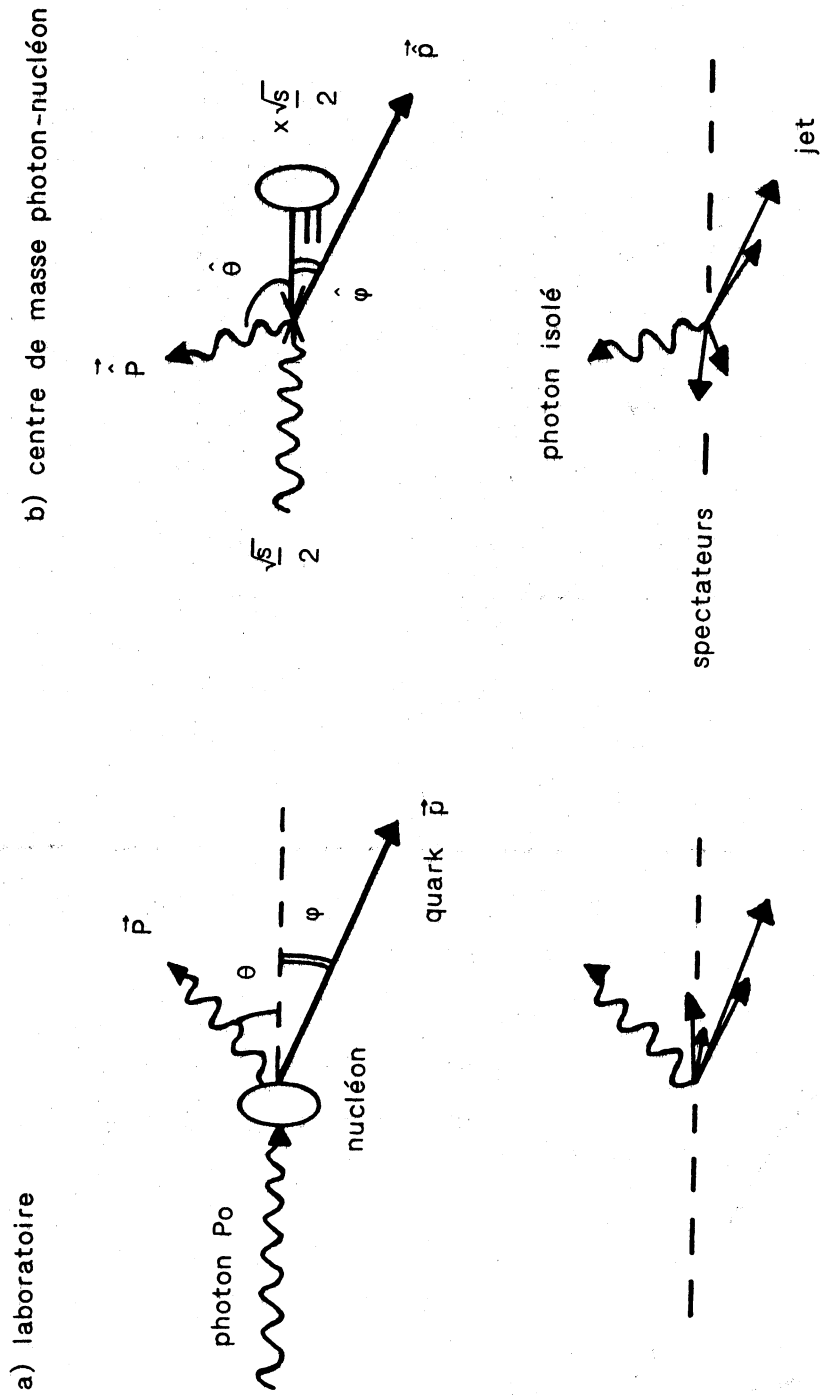 a) laboratoire
photon Po
nucléon
P⃗
θ
φ
quark p⃗
b) centre de masse photon-nucléon
√s/2
P̂⃗
θ̂
φ̂
x√s/2
p̂⃗
photon isolé
spectateurs
jet